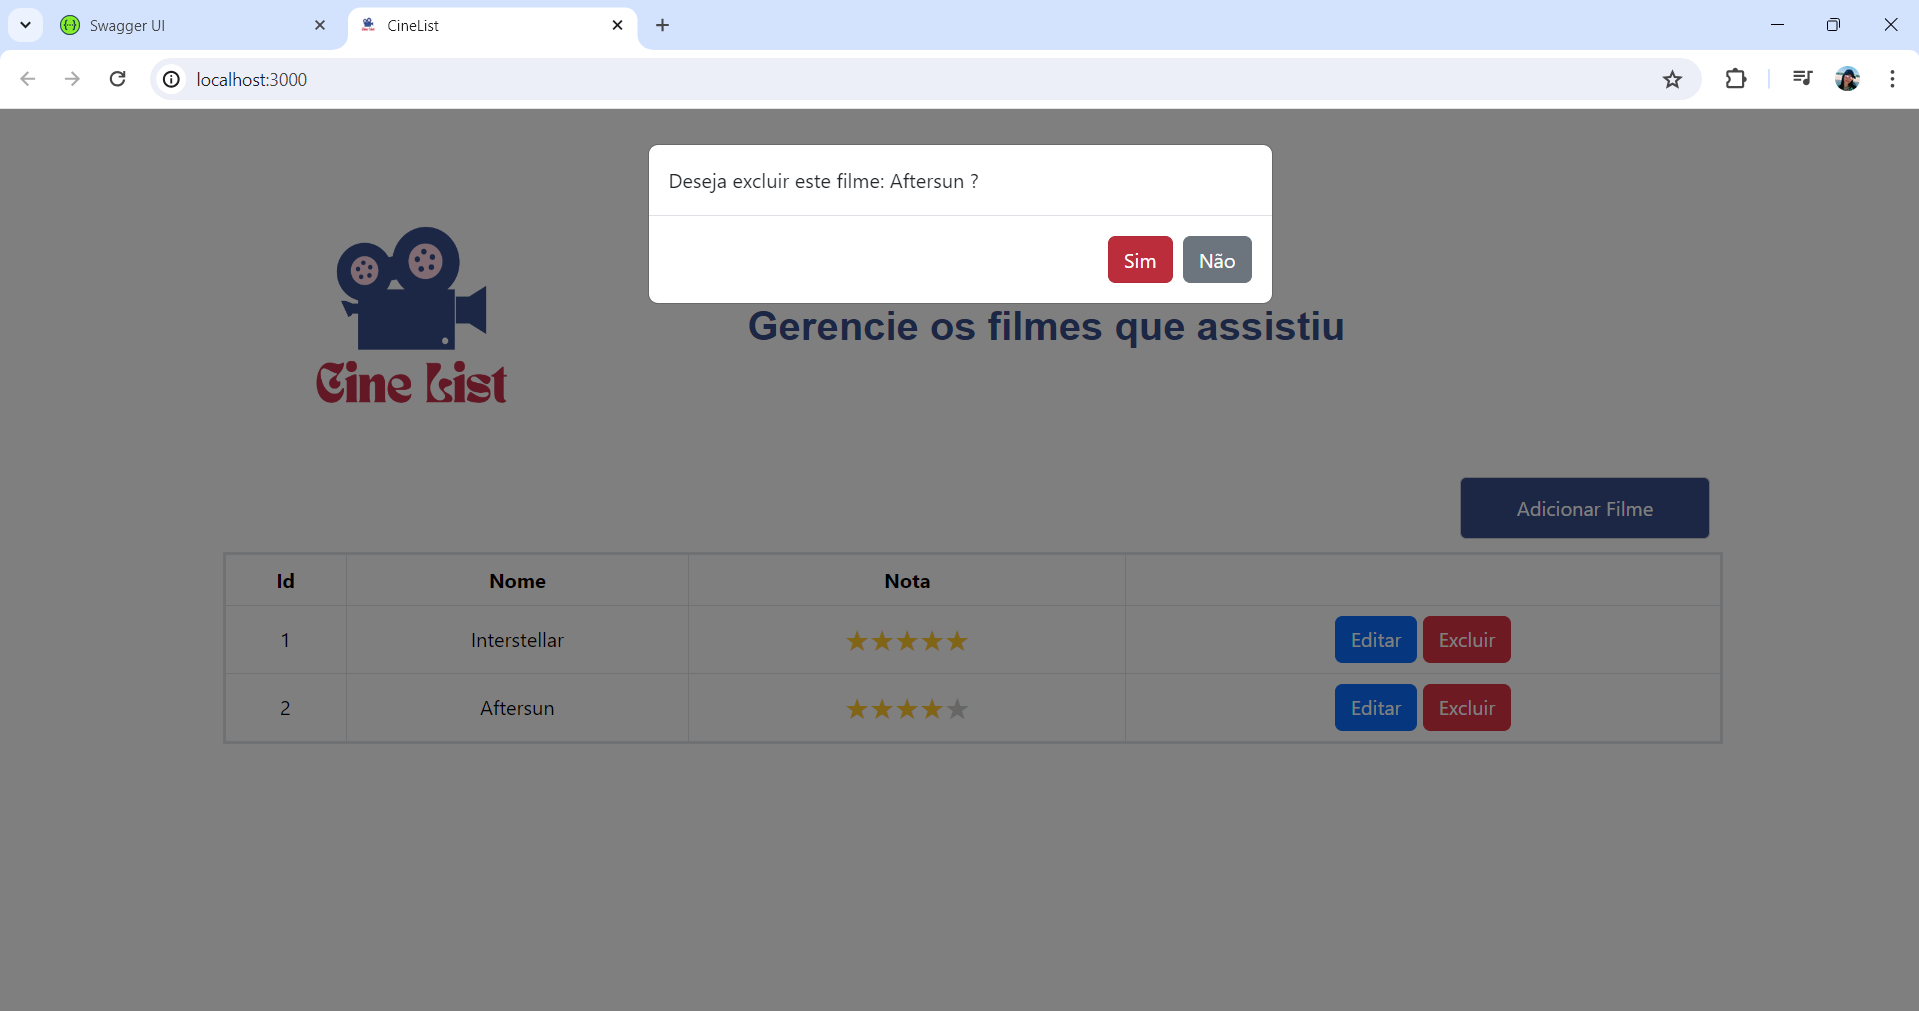 Swagger UI
CineList
localhost:3000
Deseja excluir este filme: Aftersun ?
Sim Não
Gerencie os filmes que assistiu
Cine List
Adicionar Filme
Id Nome Nota
1 Interstellar Editar Excluir
2 Aftersun Editar Excluir